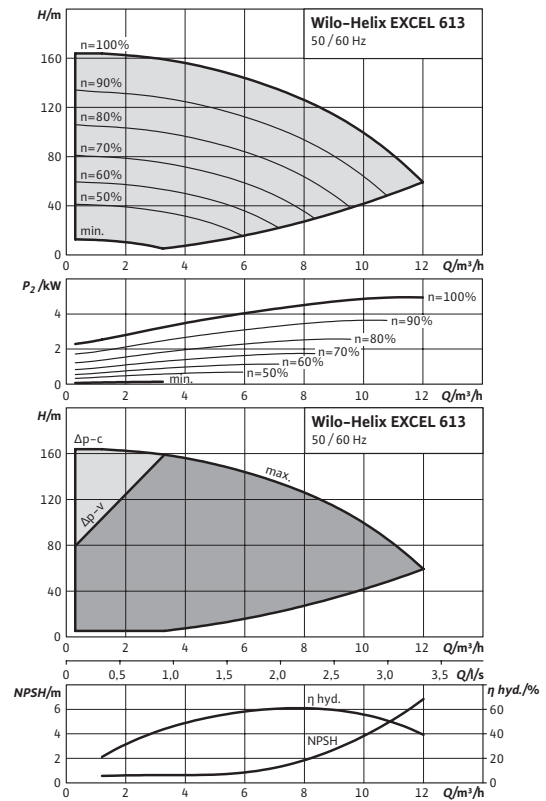 H/m
Wilo-Helix EXCEL 613
50 / 60 Hz
n=100%
160
n=90%
120
n=80%
n=70%
80
n=60%
n=50%
40
min.
0
0 2 4 6 8 10 12 Q/m³/h
P₂ /kW
n=100%
4
n=90%
n=80%
2
n=70%
n=60%
n=50%
min.
0
0 2 4 6 8 10 12 Q/m³/h
H/m
Wilo-Helix EXCEL 613
50 / 60 Hz
Δp-c
160
max.
120
Δp-v
80
40
0
0 2 4 6 8 10 12 Q/m³/h
0 0,5 1,0 1,5 2,0 2,5 3,0 3,5 Q/l/s
NPSH/m
η hyd./%
η hyd.
6 60
4 40
NPSH
2 20
0 0
0 2 4 6 8 10 12 Q/m³/h